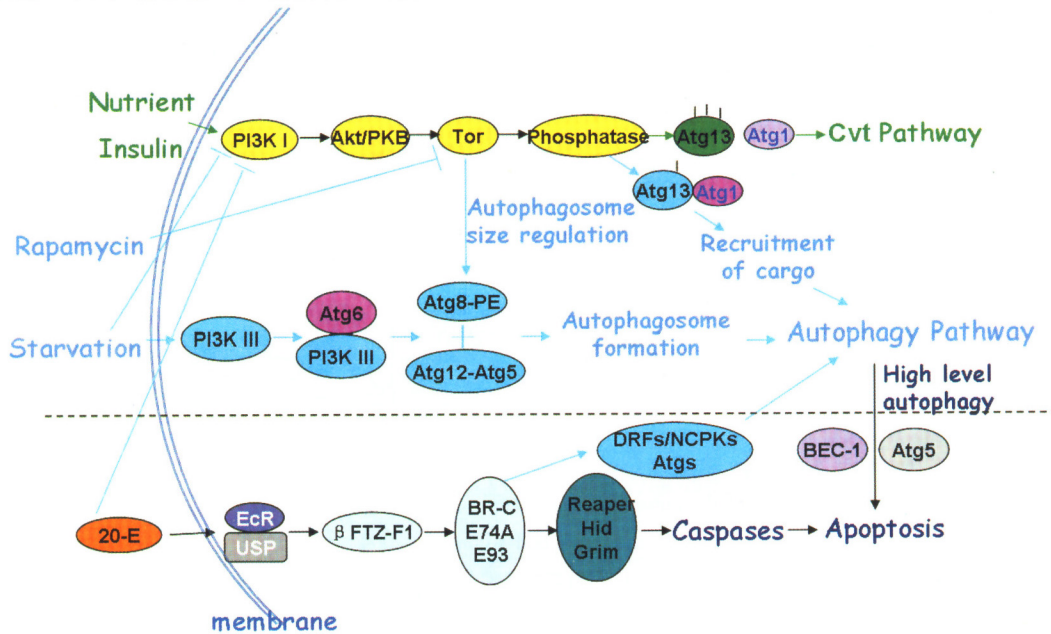 Nutrient
Insulin
PI3K I
Akt/PKB
Tor
Phosphatase
Atg13
Atg1
Cvt Pathway
Atg13
Atg1
Rapamycin
Autophagosome
size regulation
Recruitment
of cargo
Starvation
PI3K III
Atg6
PI3K III
Atg8-PE
Atg12-Atg5
Autophagosome
formation
Autophagy Pathway
High level
autophagy
DRFs/NCPKs
Atgs
BEC-1
Atg5
20-E
EcR
USP
β FTZ-F1
BR-C
E74A
E93
Reaper
Hid
Grim
Caspases
Apoptosis
membrane